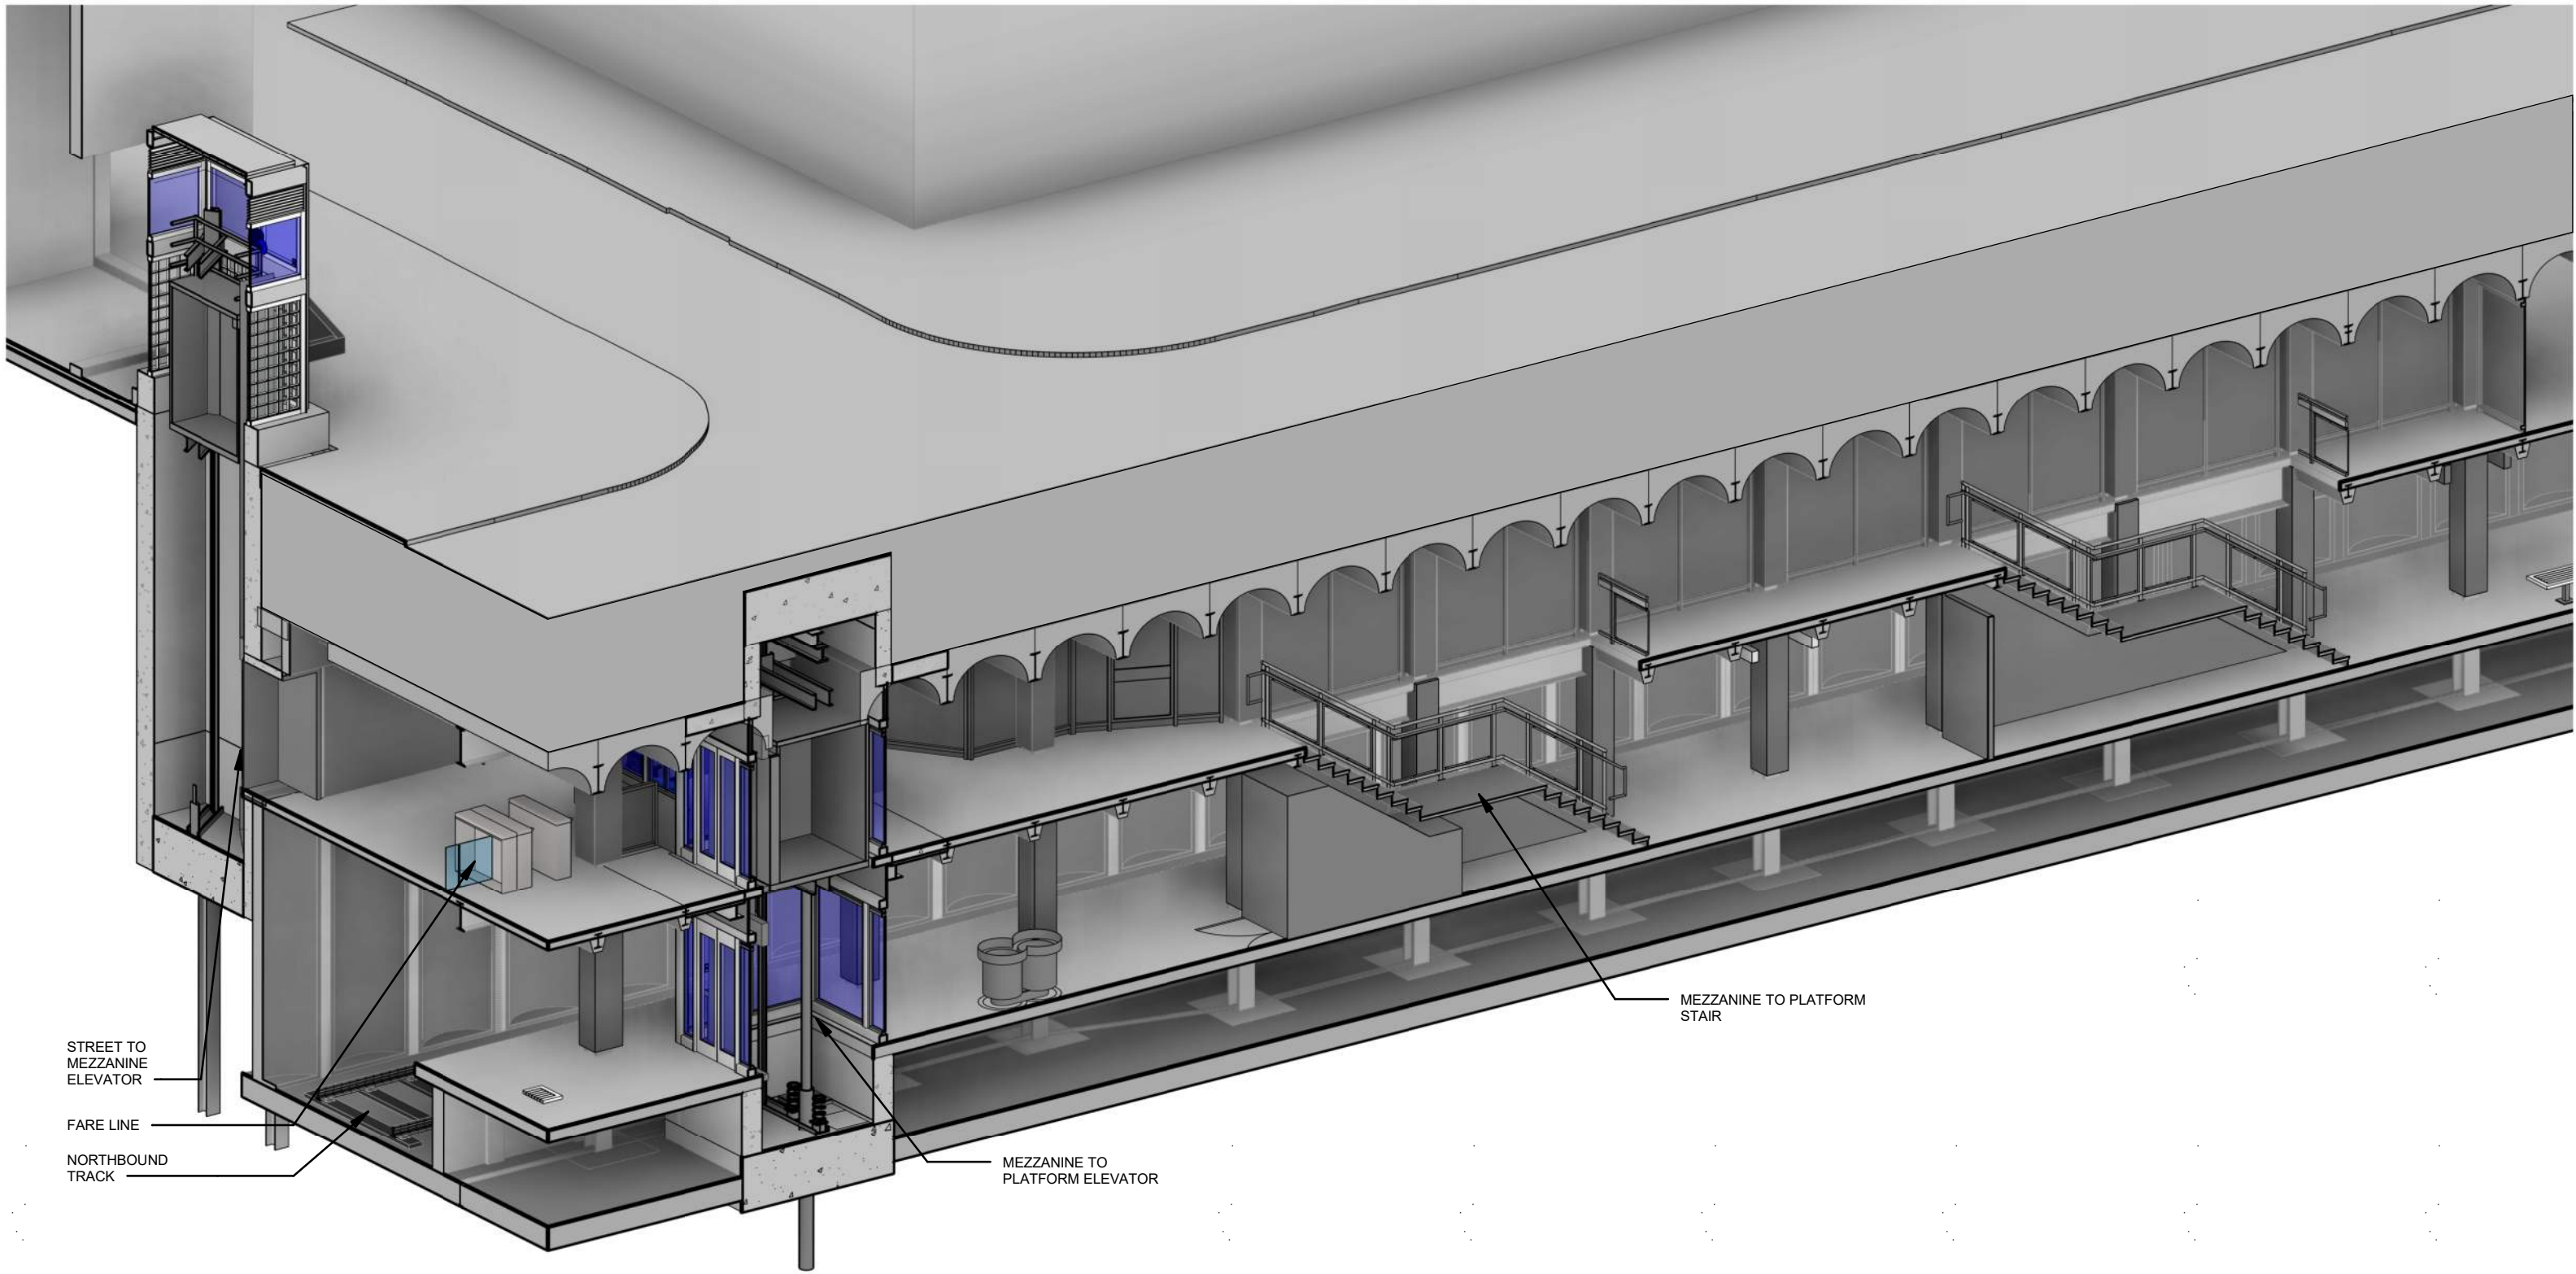 STREET TO
MEZZANINE
ELEVATOR
FARE LINE
NORTHBOUND
TRACK
MEZZANINE TO
PLATFORM ELEVATOR
MEZZANINE TO PLATFORM
STAIR